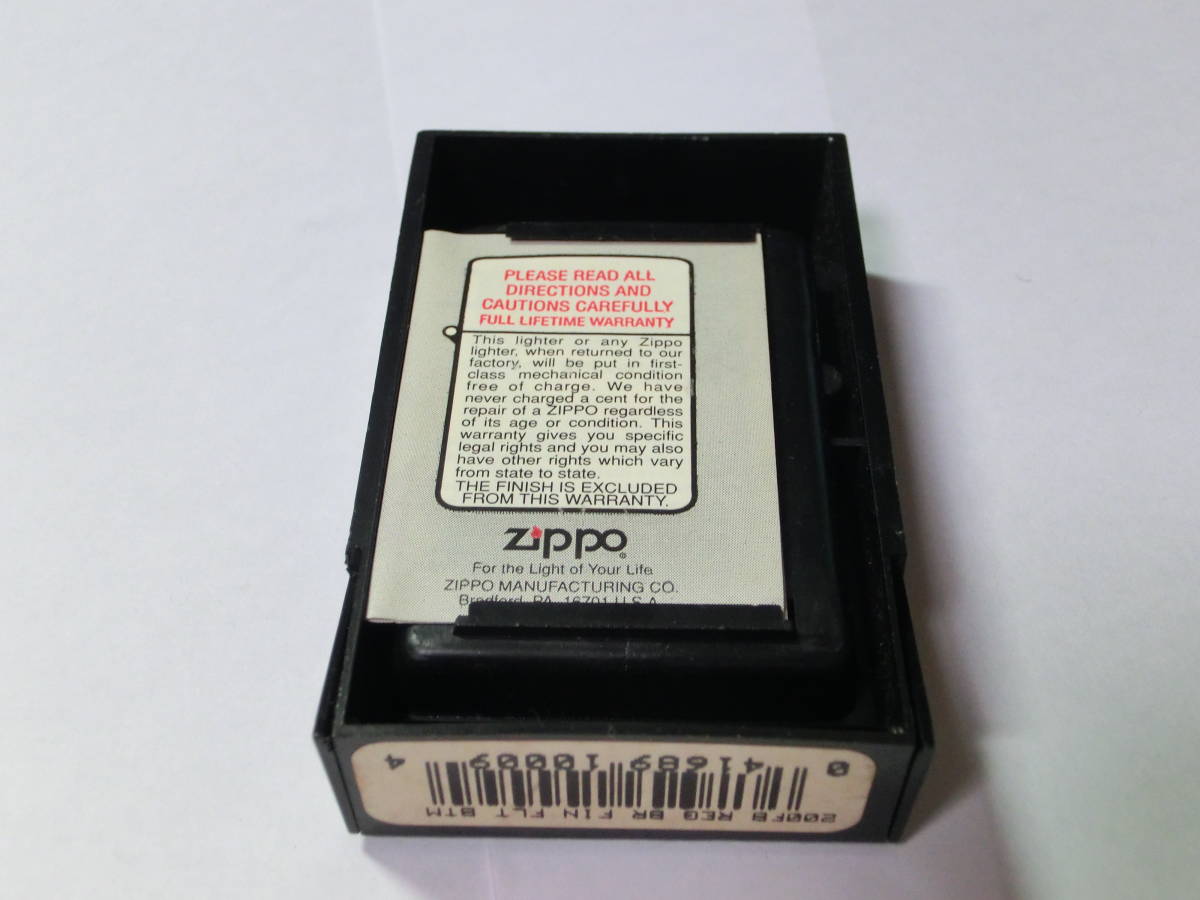 PLEASE READ ALL
DIRECTIONS AND
CAUTIONS CAREFULLY
FULL LIFETIME WARRANTY
This lighter or any Zippo
lighter, when returned to our
factory, will be put in first-
class mechanical condition
free of charge. We have
never charged a cent for the
repair of a ZIPPO regardless
of its age or condition. This
warranty gives you specific
legal rights and you may also
have other rights which vary
from state to state.
THE FINISH IS EXCLUDED
FROM THIS WARRANTY.
Zippo®
For the Light of Your Life
ZIPPO MANUFACTURING CO.
Bradford, PA 16701 U.S.A.
200FB REG BR FIN FLT BTM
0 41689 10009 4